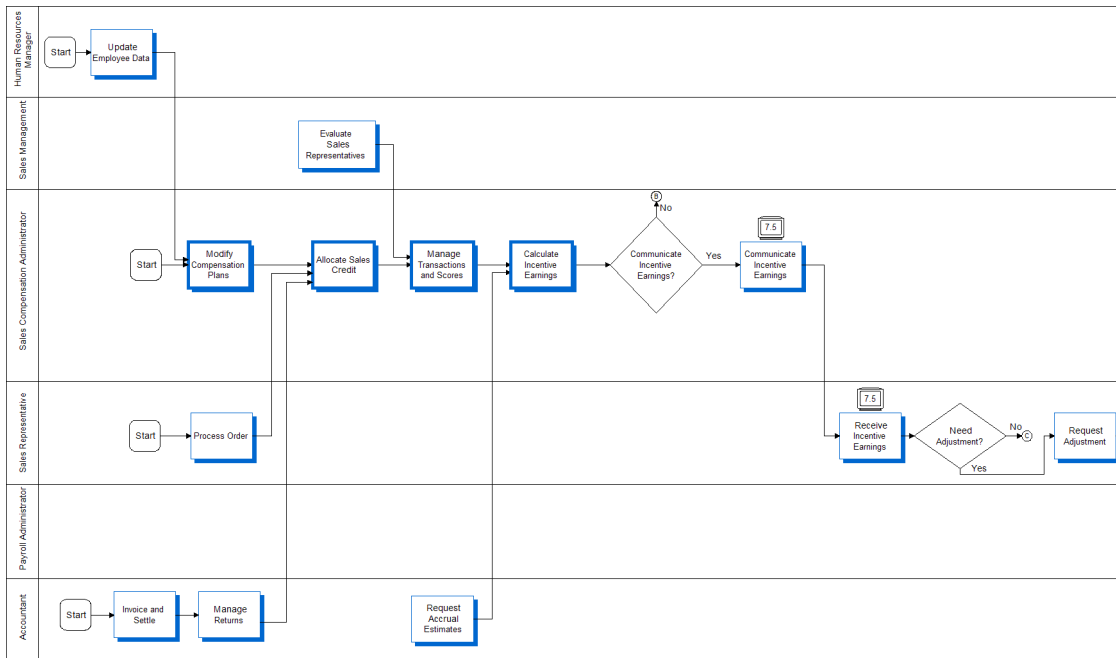 Human Resources
Manager
Start
Update
Employee Data
Sales Management
Evaluate
Sales
Representatives
Sales Compensation Administrator
Start
Modify
Compensation
Plans
Allocate Sales
Credit
Manage
Transactions
and Scores
Calculate
Incentive
Earnings
B
No
Communicate
Incentive
Earnings?
Yes
7.5
Communicate
Incentive
Earnings
Sales Representative
Start
Process Order
7.5
Receive
Incentive
Earnings
Need
Adjustment?
No
C
Yes
Request
Adjustment
Payroll Administrator
Accountant
Start
Invoice and
Settle
Manage
Returns
Request
Accrual
Estimates